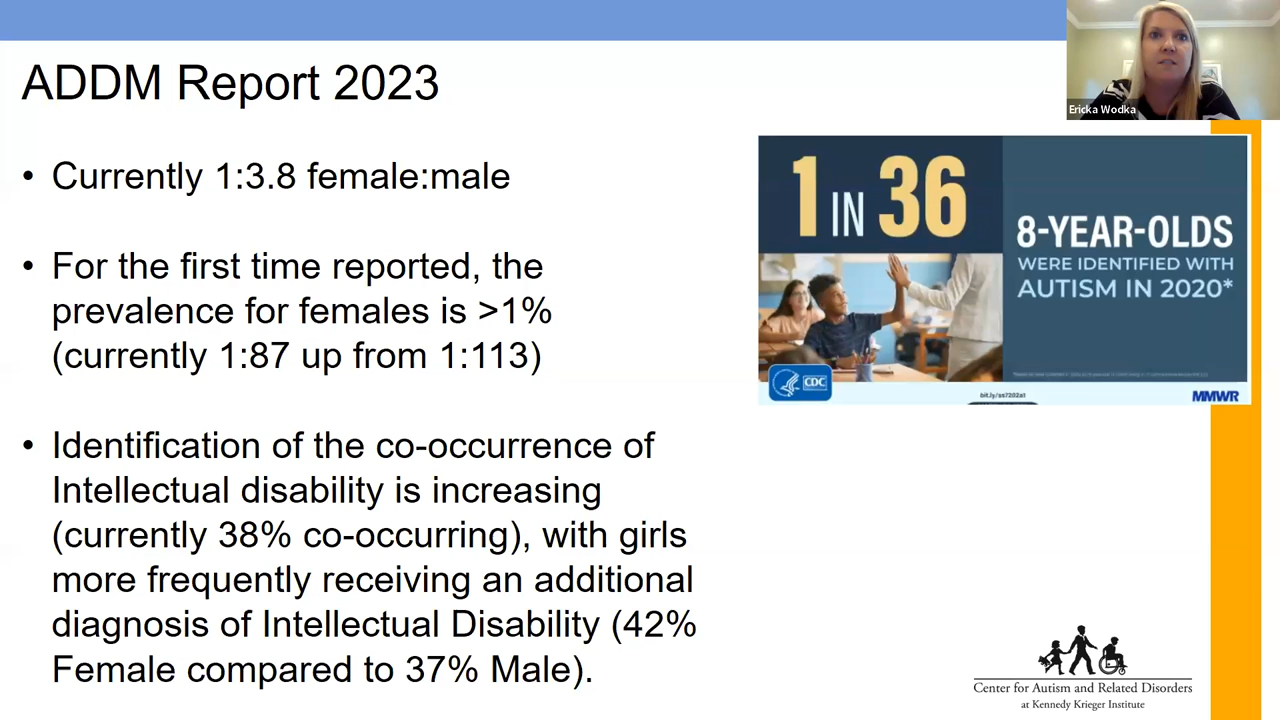 ADDM Report 2023
Ericka Wodka
• Currently 1:3.8 female:male
• For the first time reported, the
prevalence for females is >1%
(currently 1:87 up from 1:113)
• Identification of the co-occurrence of
Intellectual disability is increasing
(currently 38% co-occurring), with girls
more frequently receiving an additional
diagnosis of Intellectual Disability (42%
Female compared to 37% Male).
1 IN 36
8-YEAR-OLDS
WERE IDENTIFIED WITH
AUTISM IN 2020*
CDC
bit.ly/ss7202a1
MMWR
Center for Autism and Related Disorders
at Kennedy Krieger Institute